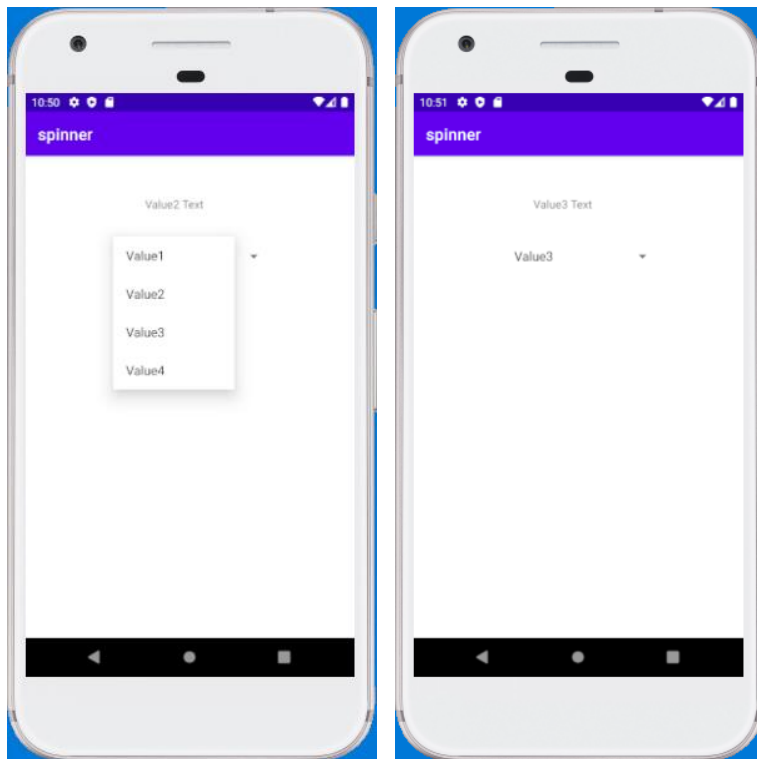 10:50
spinner
Value2 Text
Value1
Value2
Value3
Value4
10:51
spinner
Value3 Text
Value3